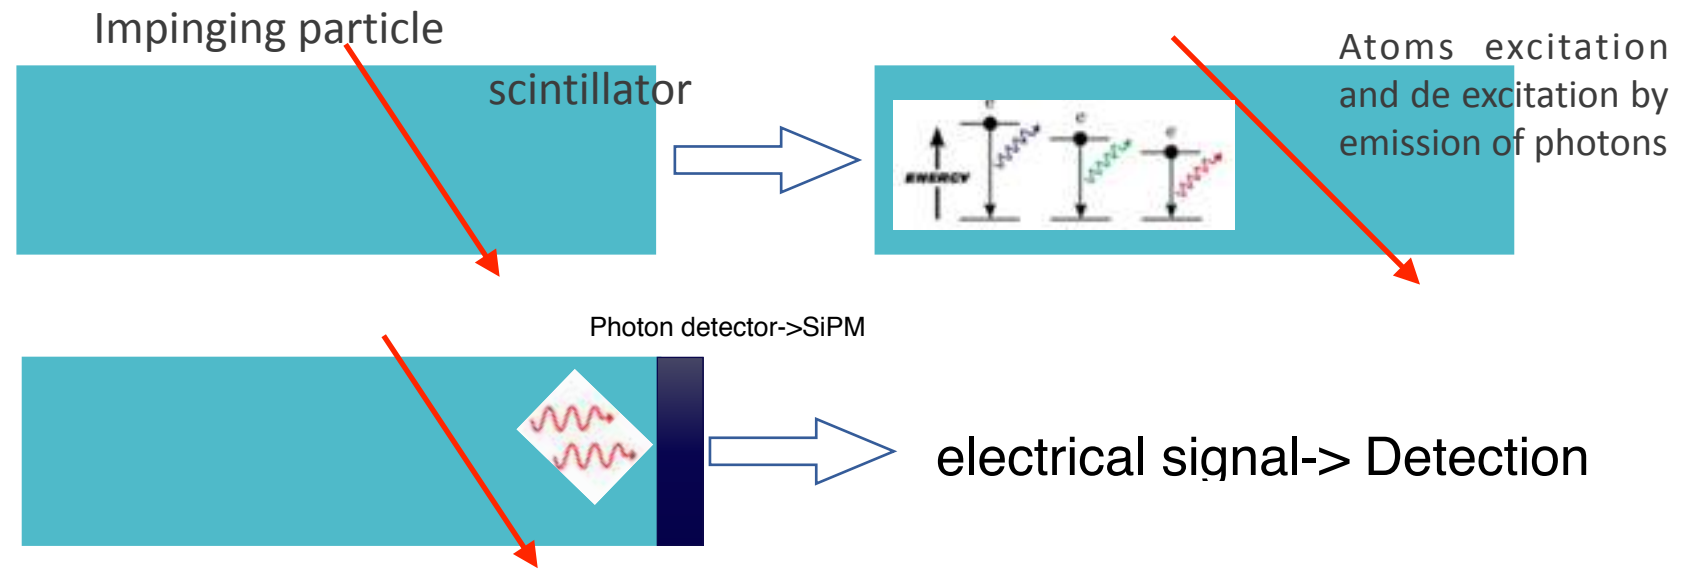 Impinging particle
scintillator
Atoms excitation
and de excitation by
emission of photons
e
e
e
ENERGY
Photon detector->SiPM
electrical signal-> Detection